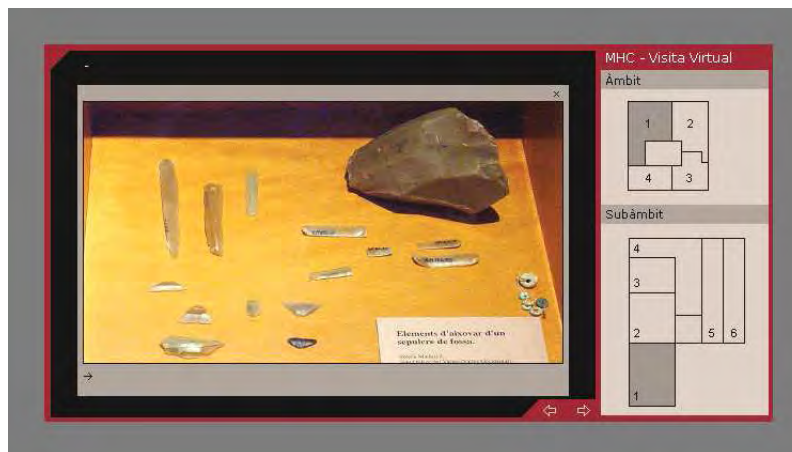 MHC - Visita Virtual
Àmbit
1
2
4
3
Subàmbit
4
3
2
5
6
1
Elements d'aixovar d'un
sepulcre de fossa.